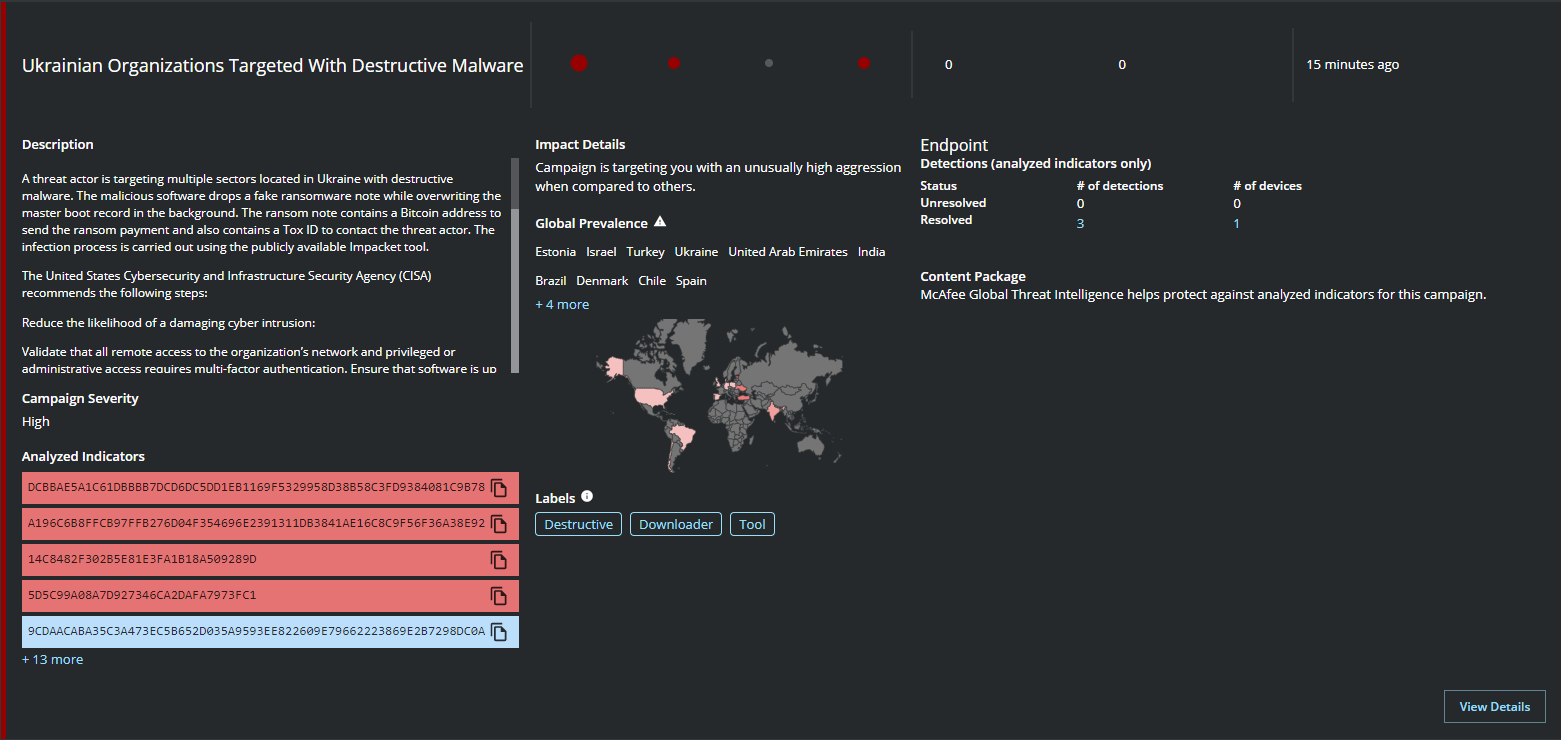 Ukrainian Organizations Targeted With Destructive Malware
0
0
15 minutes ago
Description
A threat actor is targeting multiple sectors located in Ukraine with destructive
malware. The malicious software drops a fake ransomware note while overwriting the
master boot record in the background. The ransom note contains a Bitcoin address to
send the ransom payment and also contains a Tox ID to contact the threat actor. The
infection process is carried out using the publicly available Impacket tool.
The United States Cybersecurity and Infrastructure Security Agency (CISA)
recommends the following steps:
Reduce the likelihood of a damaging cyber intrusion:
Validate that all remote access to the organization’s network and privileged or
administrative access requires multi-factor authentication. Ensure that software is up
Campaign Severity
High
Analyzed Indicators
DCBBAE5A1C61DBBBB7DCD6DC5DD1EB1169F5329958D38B58C3FD9384081C9B78
A196C6B8FFCB97FFB276D04F354696E2391311DB3841AE16C8C9F56F36A38E92
14C8482F302B5E81E3FA1B18A509289D
5D5C99A08A7D927346CA2DAFA7973FC1
9CDAACABA35C3A473EC5B652D035A9593EE822609E79662223869E2B7298DC0A
+ 13 more
Impact Details
Campaign is targeting you with an unusually high aggression
when compared to others.
Global Prevalence
Estonia Israel Turkey Ukraine United Arab Emirates India
Brazil Denmark Chile Spain
+ 4 more
Labels
Destructive Downloader Tool
Endpoint
Detections (analyzed indicators only)
Status # of detections # of devices
Unresolved 0 0
Resolved 3 1
Content Package
McAfee Global Threat Intelligence helps protect against analyzed indicators for this campaign.
View Details